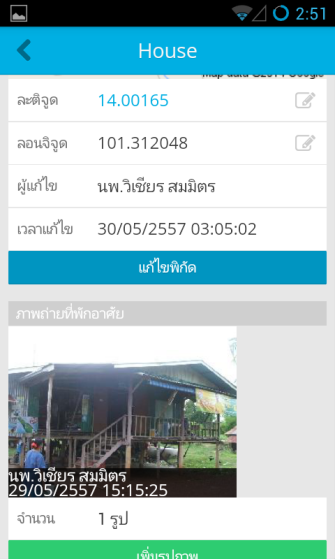 2:51
House
Map data ©2014 Google
ละติจูด 14.00165
ลอนจิจูด 101.312048
ผู้แก้ไข นพ.วิเชียร สมมิตร
เวลาแก้ไข 30/05/2557 03:05:02
แก้ไขพิกัด
ภาพถ่ายที่พักอาศัย
นพ.วิเชียร สมมิตร
29/05/2557 15:15:25
จำนวน 1 รูป
เพิ่มรูปภาพ